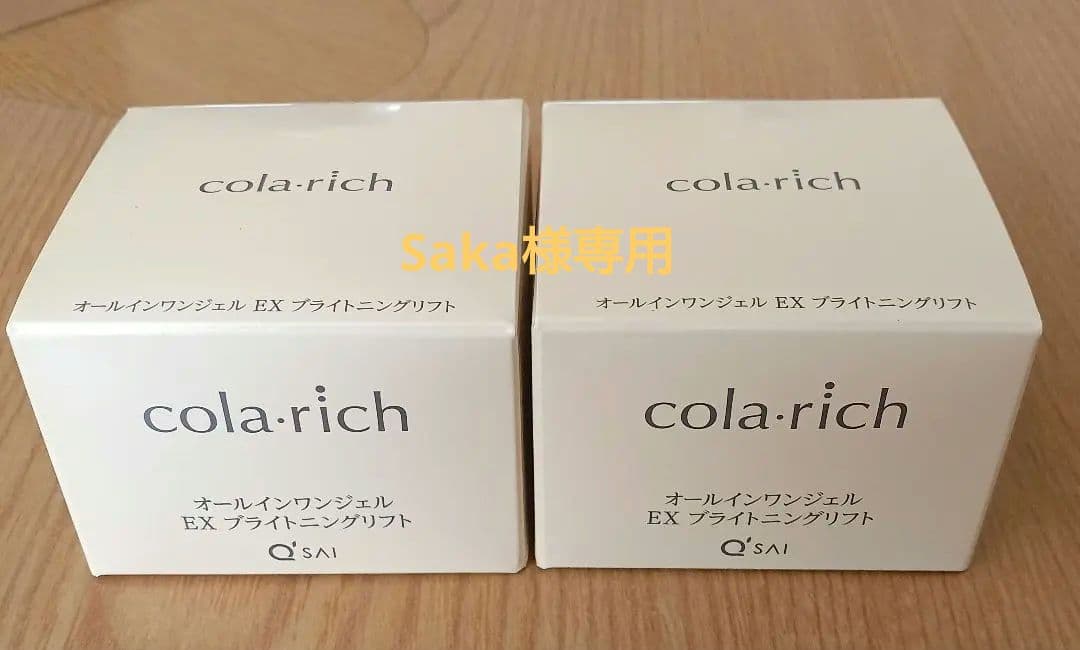 cola·rich
cola·rich
Saka様専用
オールインワンジェル EX ブライトニングリフト
オールインワンジェル EX ブライトニングリフト
cola·rich
オールインワンジェル
EX ブライトニングリフト
Q'SAI
cola·rich
オールインワンジェル
EX ブライトニングリフト
Q'SAI